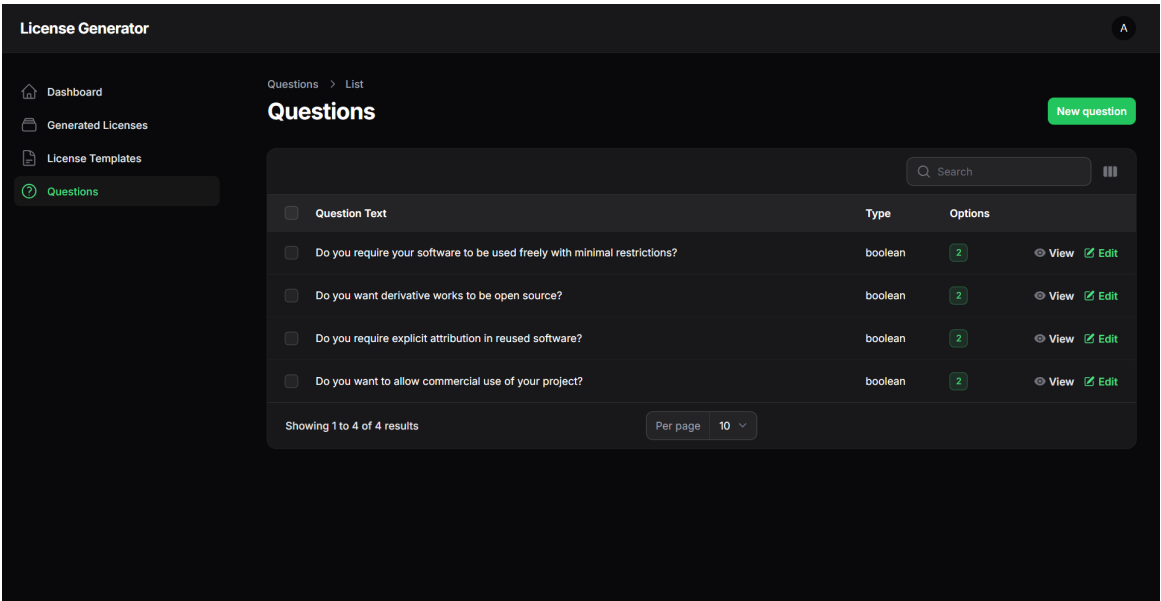 License Generator
A
Dashboard
Generated Licenses
License Templates
Questions
Questions > List
Questions
New question
Search
Question Text Type Options
Do you require your software to be used freely with minimal restrictions? boolean 2 View Edit
Do you want derivative works to be open source? boolean 2 View Edit
Do you require explicit attribution in reused software? boolean 2 View Edit
Do you want to allow commercial use of your project? boolean 2 View Edit
Showing 1 to 4 of 4 results Per page 10